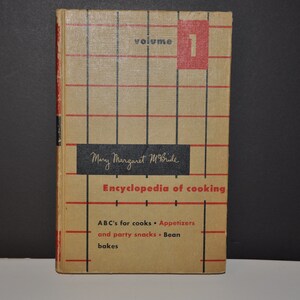 volume
1
Mary Margaret McBride
Encyclopedia of cooking
ABC's for cooks • Appetizers
and party snacks • Bean
bakes